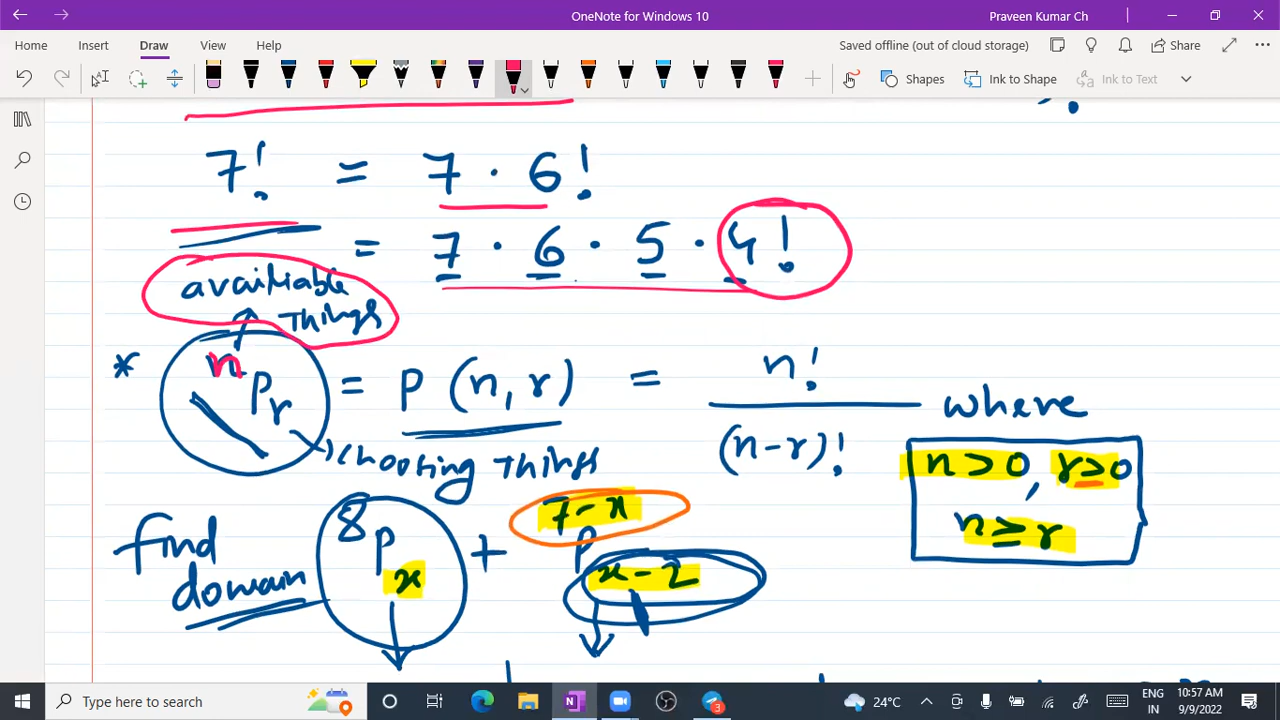 OneNote for Windows 10
Praveen Kumar Ch
Home Insert Draw View Help
Saved offline (out of cloud storage)
Share
Shapes
Ink to Shape
Ink to Text
7! = 7 · 6!
= 7 · 6 · 5 · 4!
availiable
Things
* nPr = P (n, r) = n! / (n-r)! where
choosing Things
n > 0, r ≥ 0
n ≥ r
find domain 8Px + 7-xPx-2
Type here to search
3
24°C
ENG
IN
10:57 AM
9/9/2022